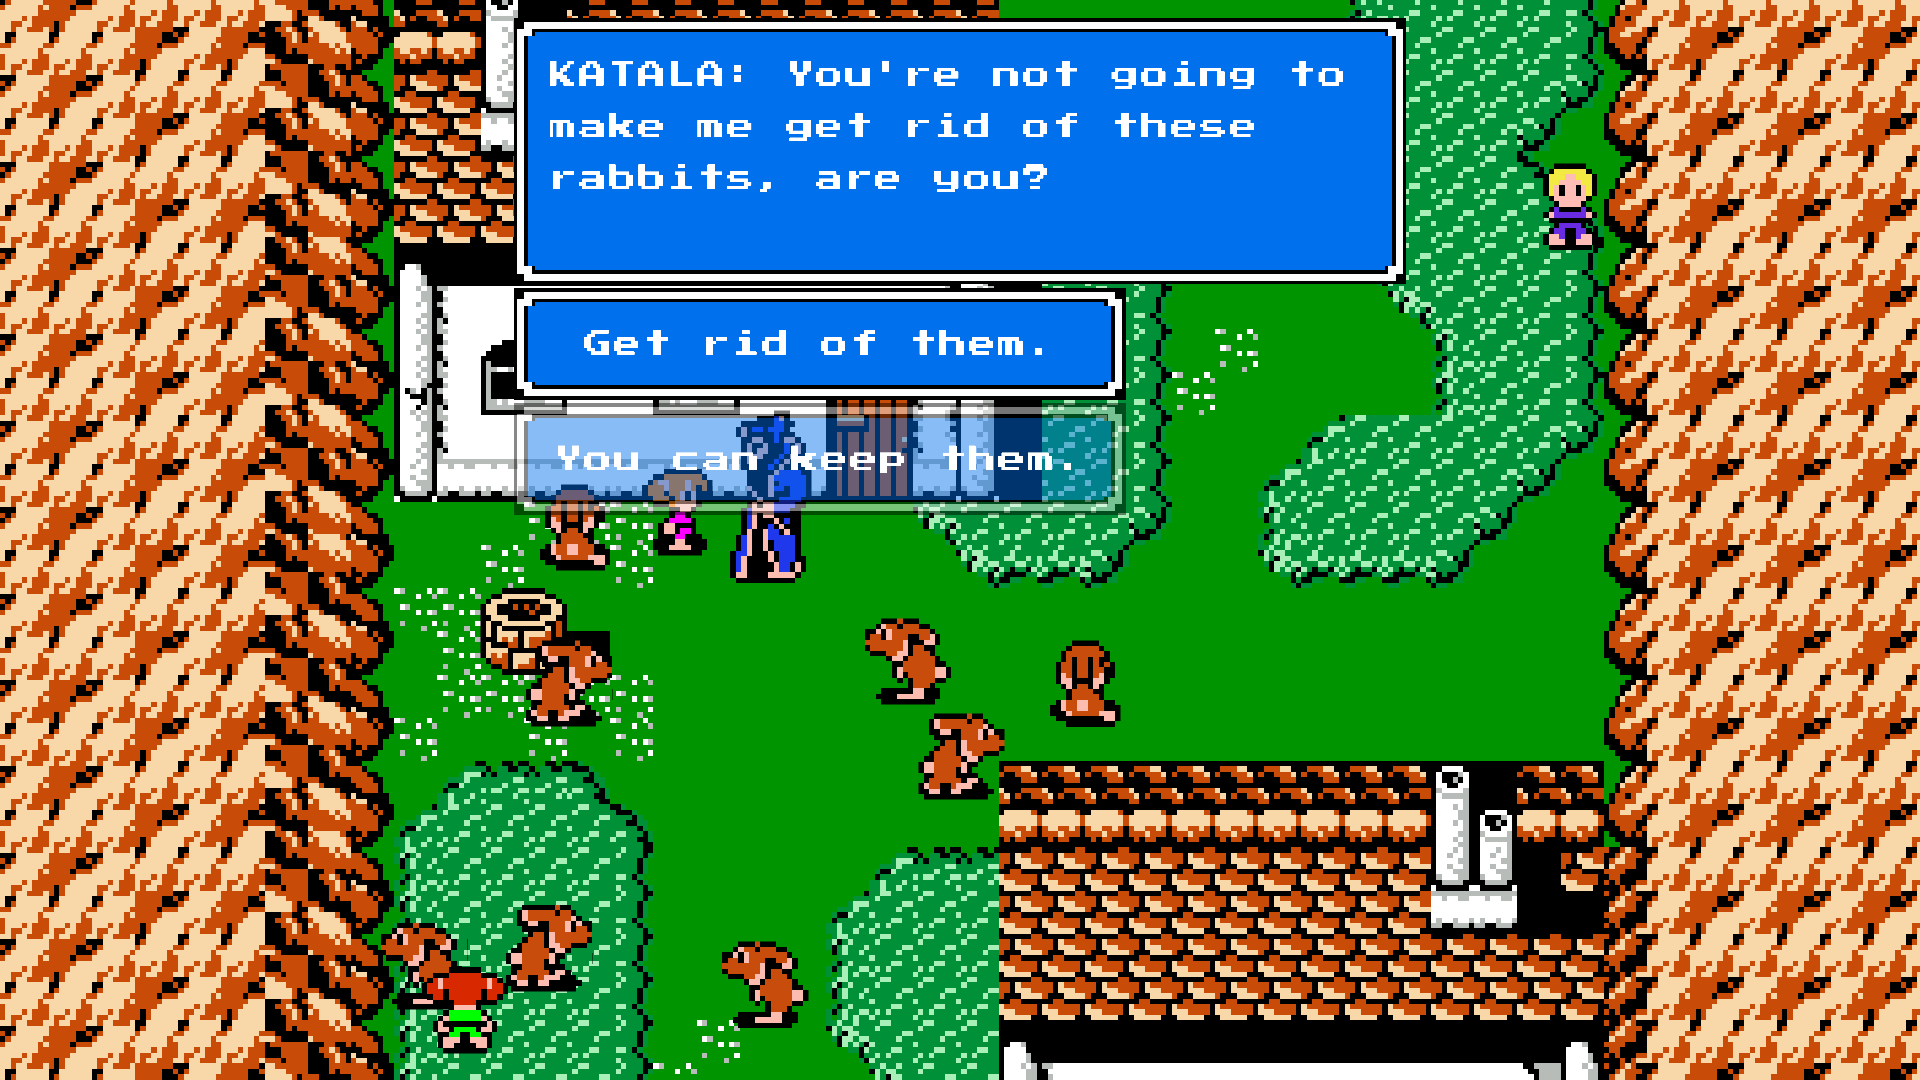 KATALA: You're not going to
make me get rid of these
rabbits, are you?
Get rid of them.
You can keep them.